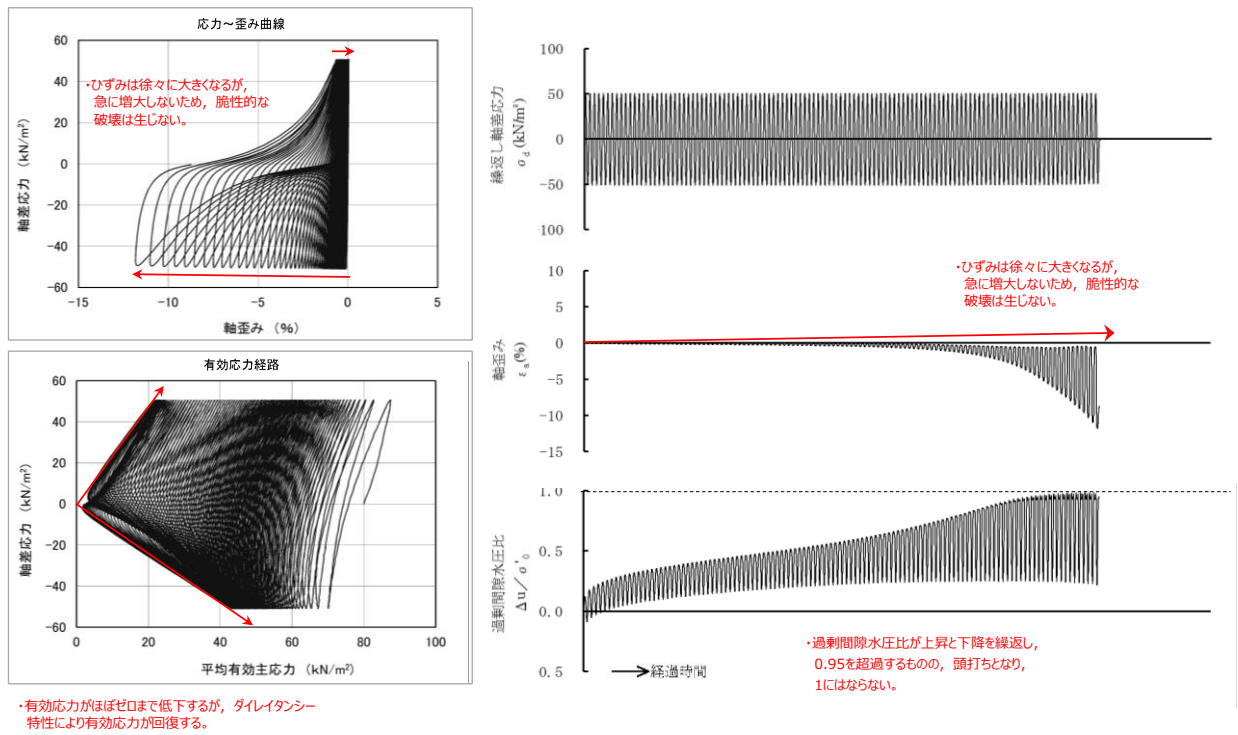 応力～歪み曲線
60
40
20
0
-20
-40
-60
軸差応力 (kN/m²)
・ひずみは徐々に大きくなるが，
急に増大しないため，脆性的な
破壊は生じない。
-15
-10
-5
0
5
軸歪み (%)
有効応力経路
60
40
20
0
-20
-40
-60
軸差応力 (kN/m²)
0
20
40
60
80
100
平均有効主応力 (kN/m²)
・有効応力がほぼゼロまで低下するが，ダイレイタンシー
特性により有効応力が回復する。
100
50
0
-50
-100
繰返し軸差応力
σd (kN/m²)
10
5
0
-5
-10
-15
軸歪み
εa(%)
・ひずみは徐々に大きくなるが，
急に増大しないため，脆性的な
破壊は生じない。
1.0
0.5
0.0
0.5
過剰間隙水圧比
Δu／σ'0
経過時間
・過剰間隙水圧比が上昇と下降を繰返し，
0.95を超過するものの，頭打ちとなり，
1にはならない。